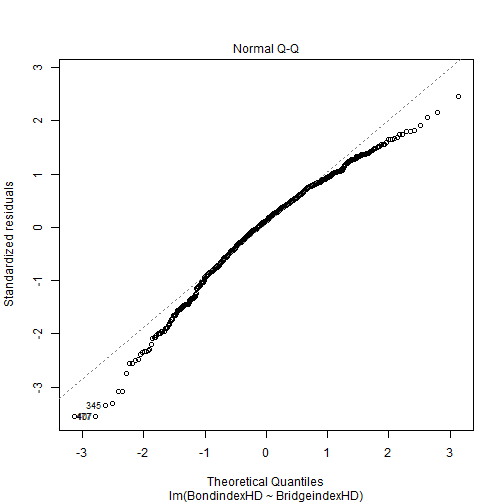 Normal Q-Q
3
2
1
0
-1
-2
-3
Standardized residuals
345
477
-3 -2 -1 0 1 2 3
Theoretical Quantiles
lm(BondindexHD ~ BridgeindexHD)